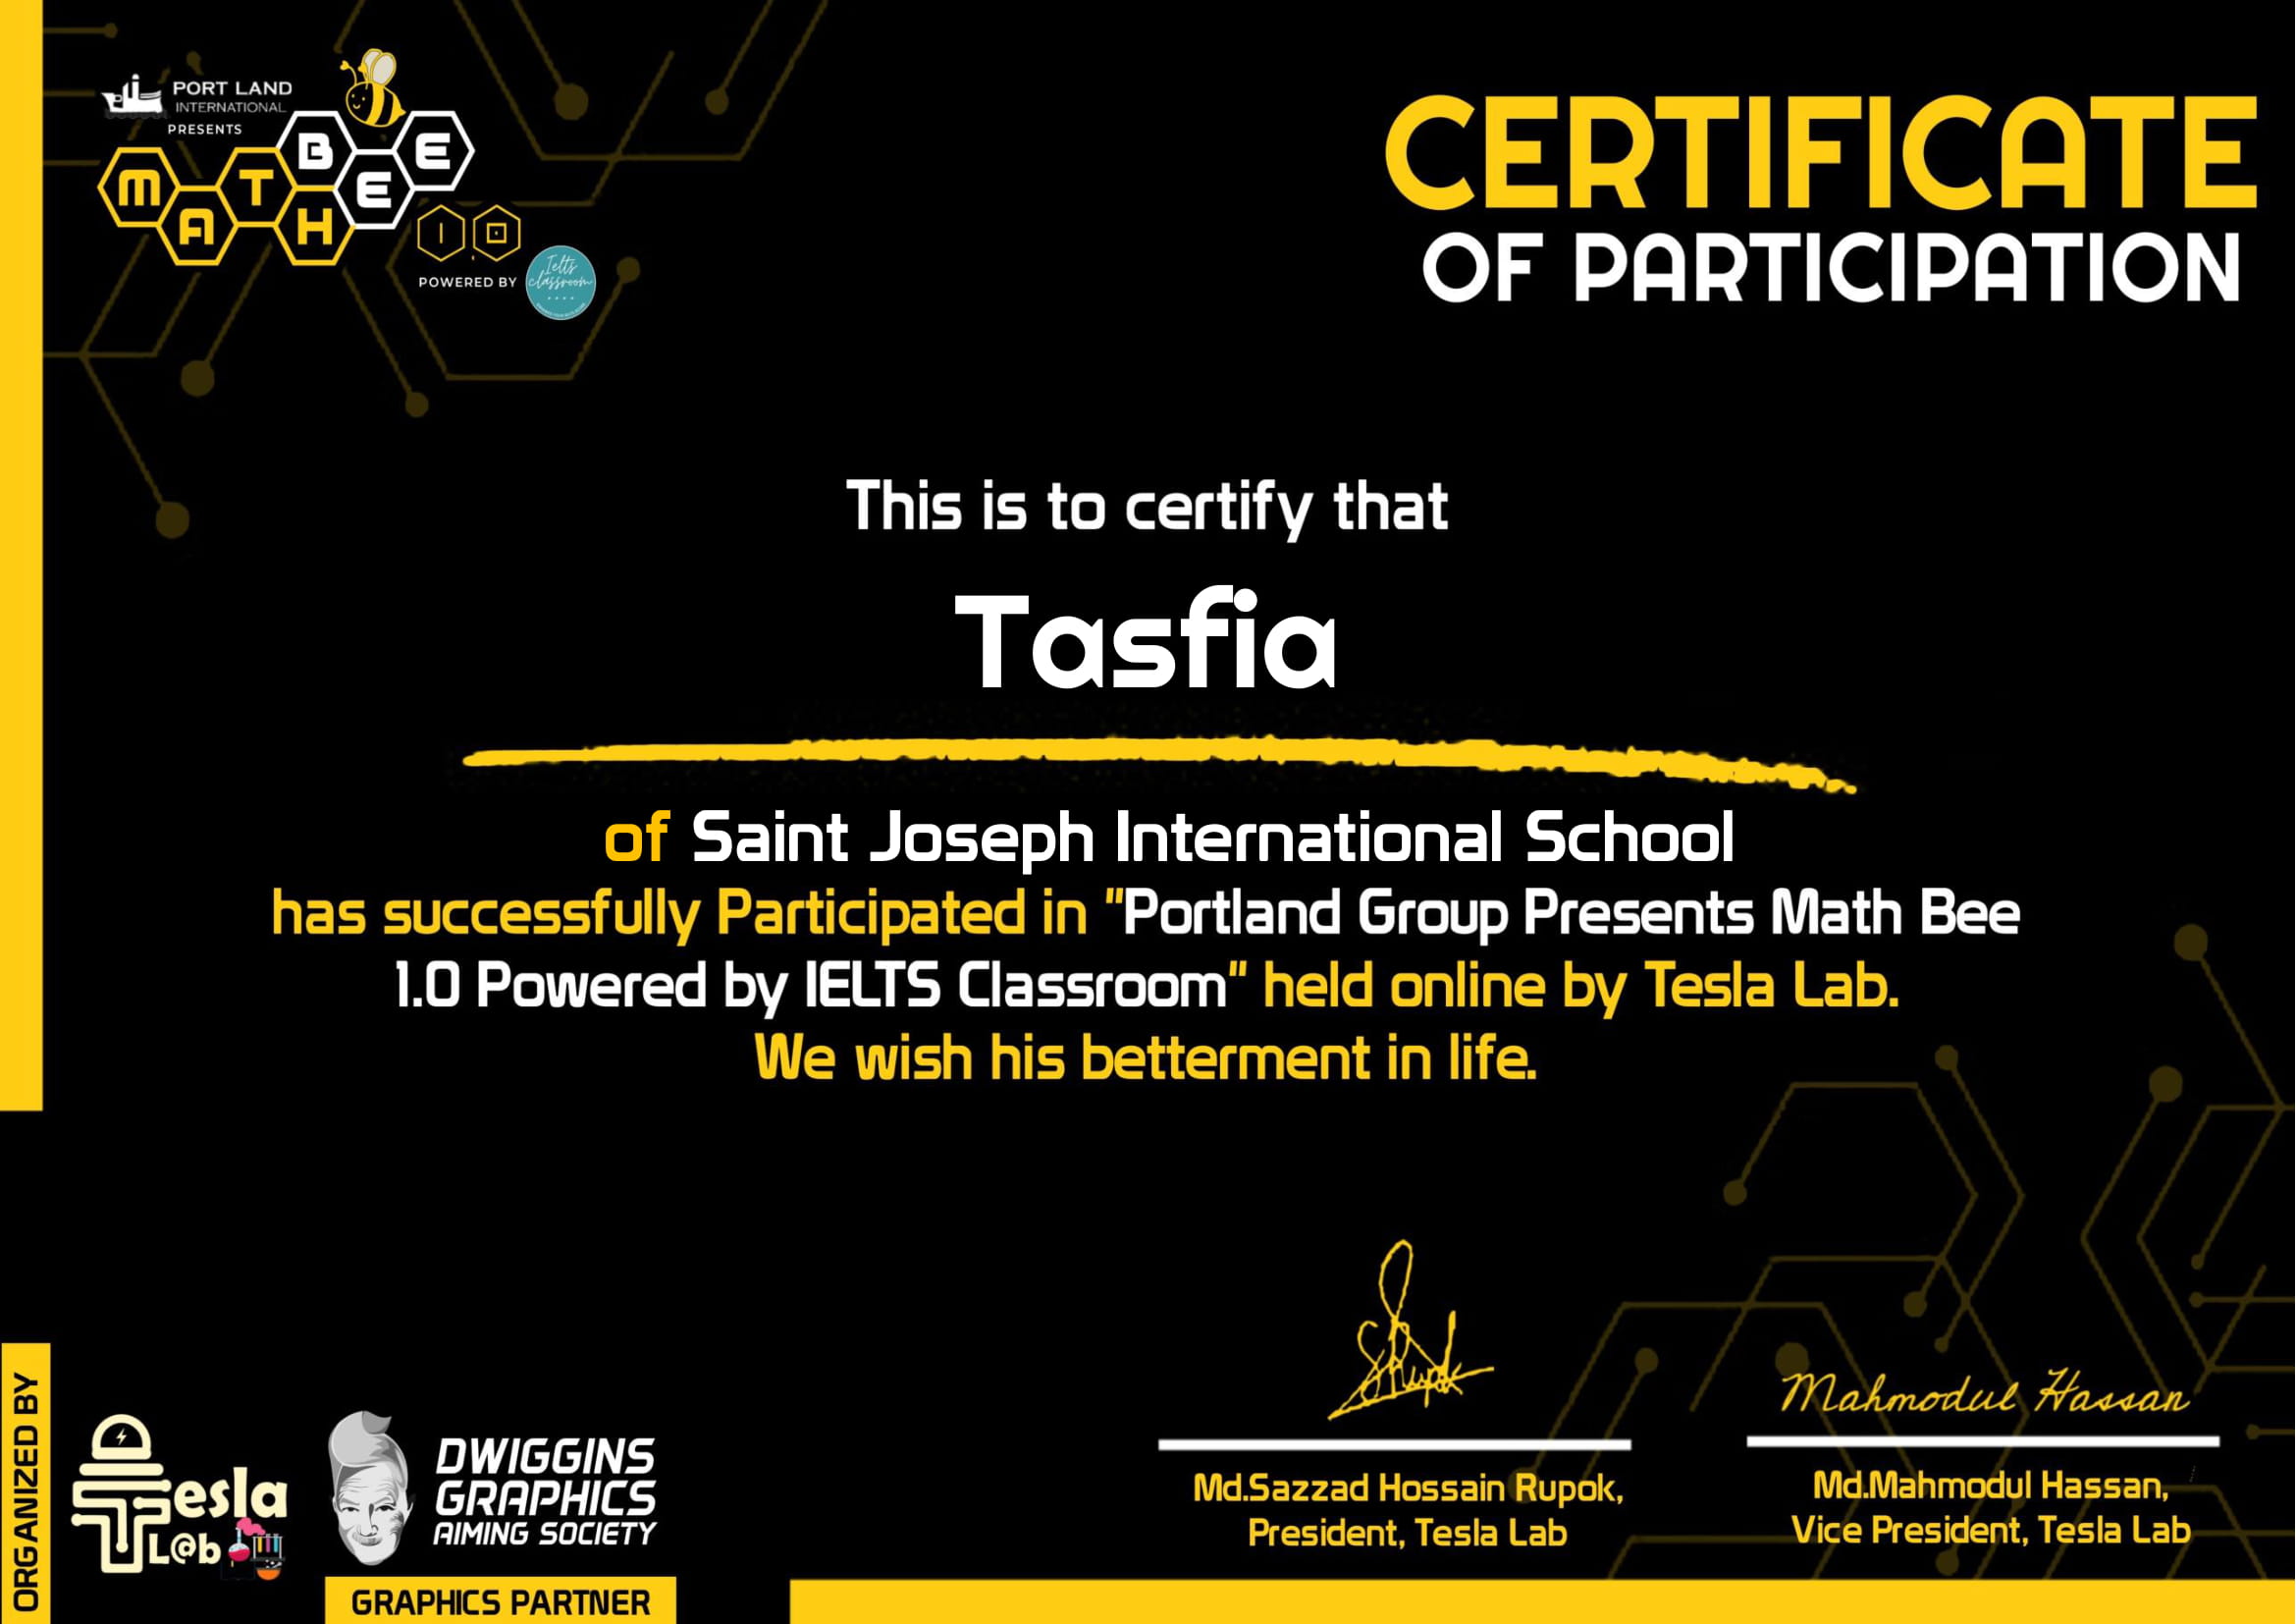 PORT LAND
INTERNATIONAL
PRESENTS
MATH BEE
1.0
POWERED BY
Ielts
classroom
CERTIFICATE
OF PARTICIPATION
This is to certify that
Tasfia
of Saint Joseph International School
has successfully Participated in "Portland Group Presents Math Bee
1.0 Powered by IELTS Classroom" held online by Tesla Lab.
We wish his betterment in life.
ORGANIZED BY
Tesla
L@b
DWIGGINS
GRAPHICS
AIMING SOCIETY
GRAPHICS PARTNER
Rupok
Md.Sazzad Hossain Rupok,
President, Tesla Lab
Mahmodul Hassan
Md.Mahmodul Hassan,
Vice President, Tesla Lab